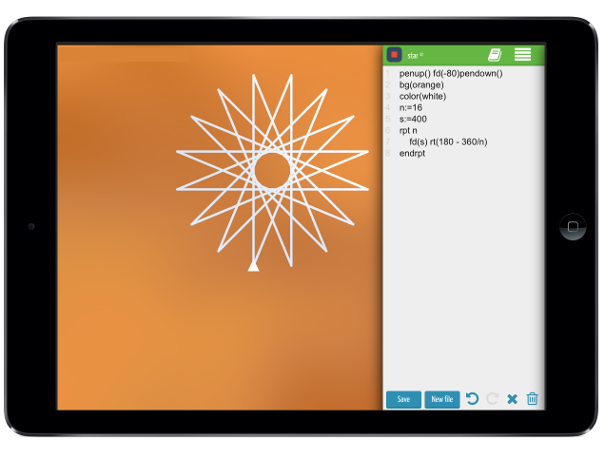 star *
1 penup() fd(-80)pendown()
2 bg(orange)
3 color(white)
4 n:=16
5 s:=400
6 rpt n
7 fd(s) rt(180 - 360/n)
8 endrpt
Save New file